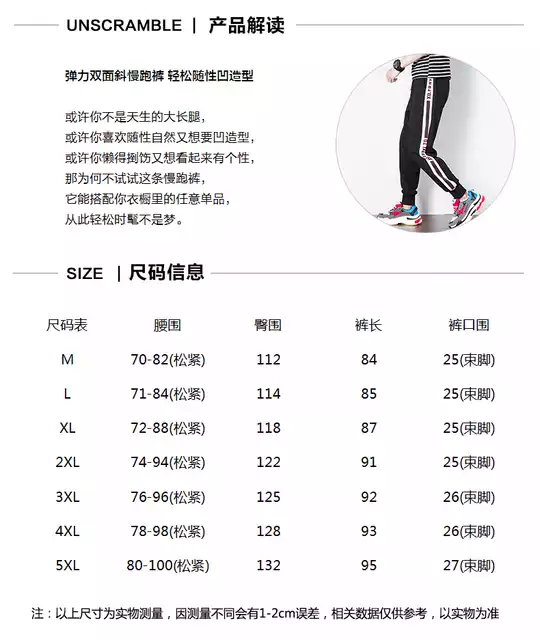 UNSCRAMBLE | 产品解读
弹力双面斜慢跑裤 轻松随性凹造型
或许你不是天生的大长腿，
或许你喜欢随性自然又想要凹造型，
或许你懒得捯饬又想看起来有个性，
那为何不试试这条慢跑裤，
它能搭配你衣橱里的任意单品，
从此轻松时髦不是梦。
SIZE | 尺码信息
尺码表 腰围 臀围 裤长 裤口围
M 70-82(松紧) 112 84 25(束脚)
L 71-84(松紧) 114 85 25(束脚)
XL 72-88(松紧) 118 87 25(束脚)
2XL 74-94(松紧) 122 91 25(束脚)
3XL 76-96(松紧) 125 92 26(束脚)
4XL 78-98(松紧) 128 93 26(束脚)
5XL 80-100(松紧) 132 95 27(束脚)
注：以上尺寸为实物测量，因测量不同会有1-2cm误差，相关数据仅供参考，以实物为准